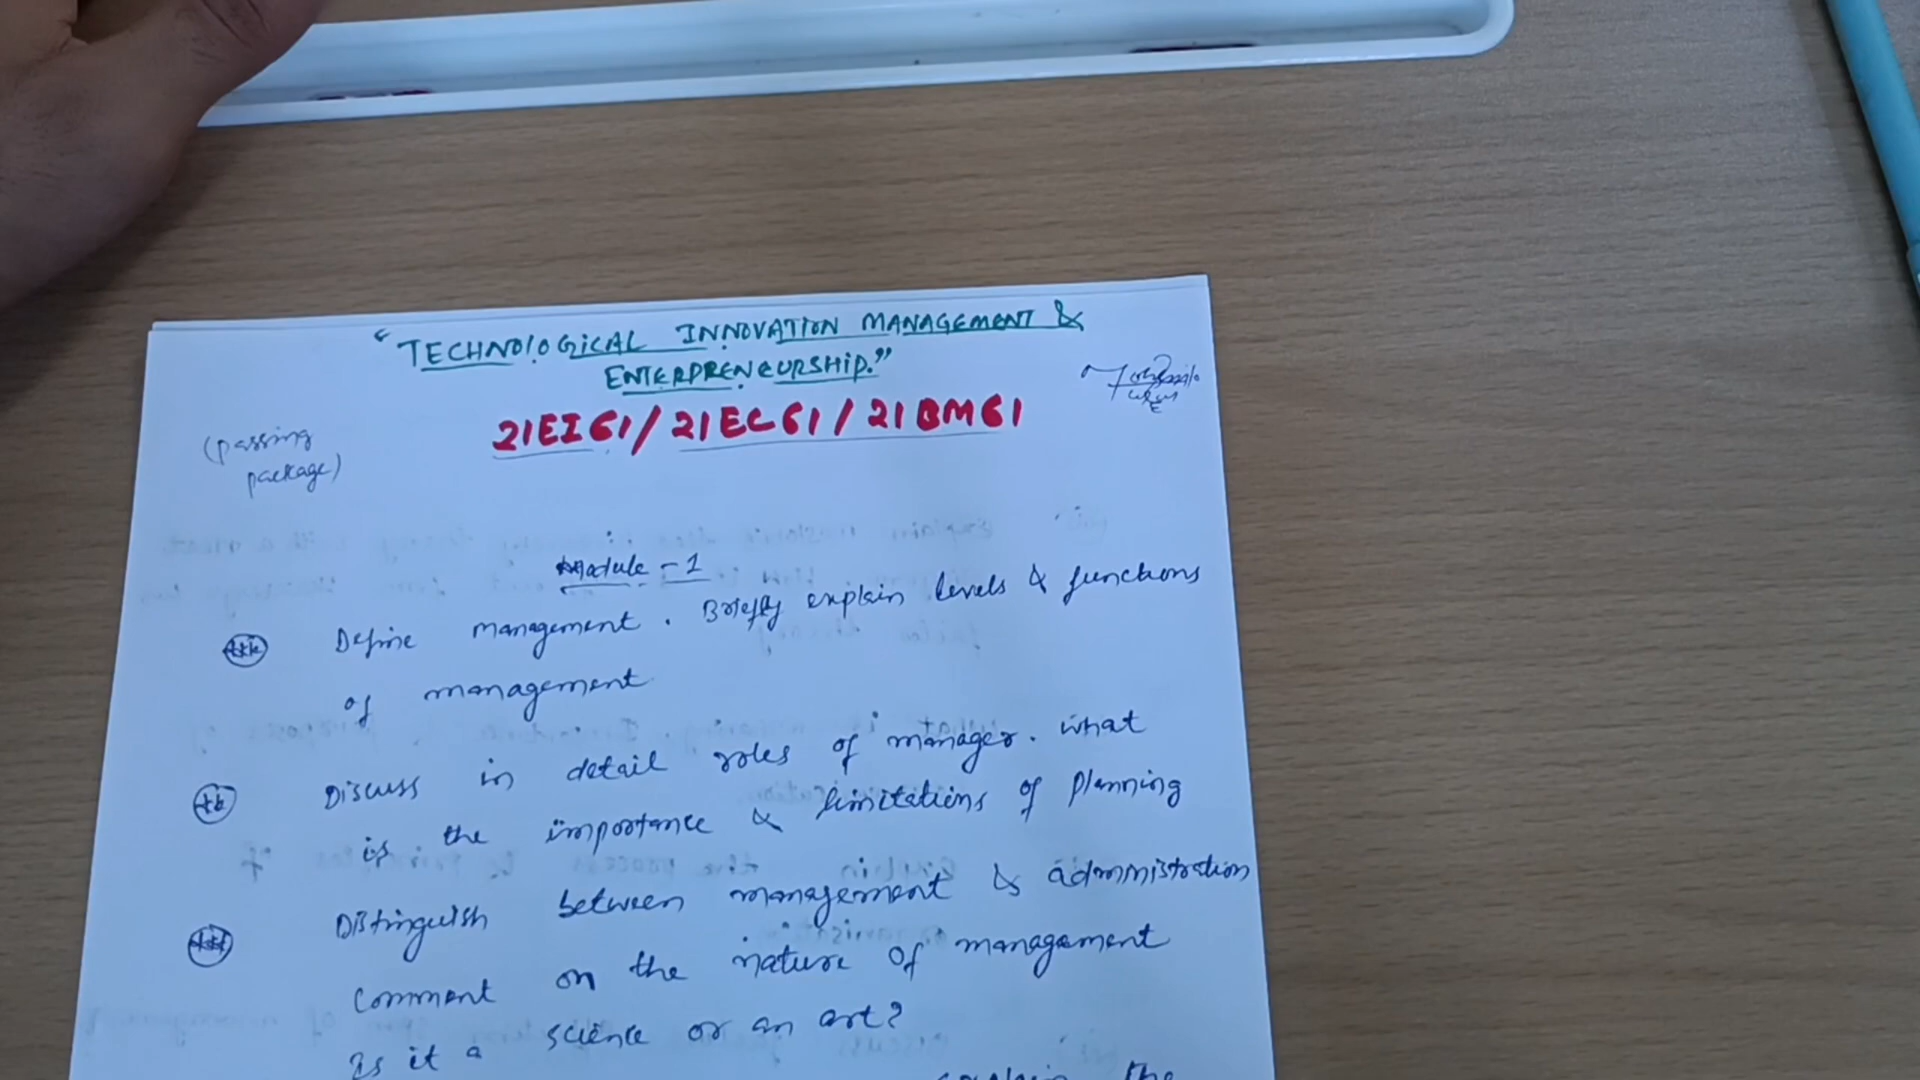 “TECHNOLOGICAL INNOVATION MANAGEMENT &
ENTERPRENEURSHIP.”
21EI61/21EC61/21BM61
(passing
package)
Module - 1
Define management. Briefly explain levels & functions
of management
Discuss in detail roles of manager. what
is the importance & limitations of planning
Distinguish between management & administration
comment on the nature of management
Is it a science or an art?
explain the